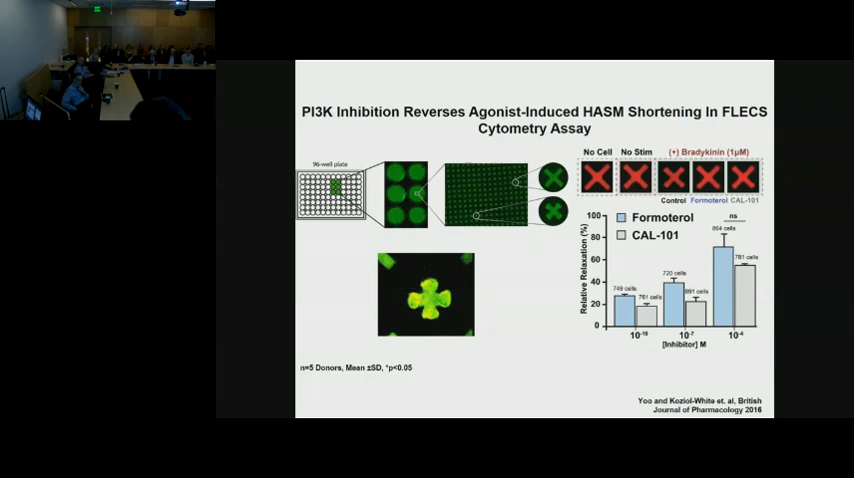 PI3K Inhibition Reverses Agonist-Induced HASM Shortening In FLECS
Cytometry Assay
96-well plate
No Cell No Stim (+) Bradykinin (1μM)
Control Formoterol CAL-101
Relative Relaxation (%)
100
80
60
40
20
0
Formoterol
CAL-101
ns
749 cells
761 cells
720 cells
891 cells
864 cells
781 cells
10⁻¹⁰ 10⁻⁷ 10⁻⁴
[Inhibitor] M
n=5 Donors, Mean ±SD, *p<0.05
Yoo and Koziol-White et. al, British
Journal of Pharmacology 2016